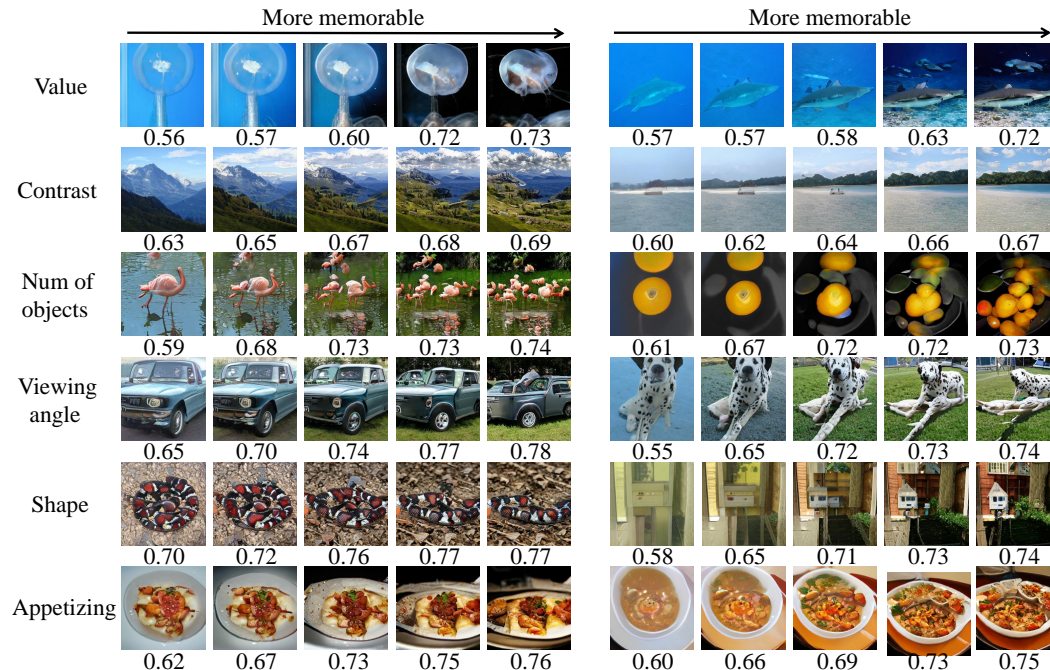 More memorable More memorable
Value
0.56 0.57 0.60 0.72 0.73 0.57 0.57 0.58 0.63 0.72
Contrast
0.63 0.65 0.67 0.68 0.69 0.60 0.62 0.64 0.66 0.67
Num of
objects
0.59 0.68 0.73 0.73 0.74 0.61 0.67 0.72 0.72 0.73
Viewing
angle
0.65 0.70 0.74 0.77 0.78 0.55 0.65 0.72 0.73 0.74
Shape
0.70 0.72 0.76 0.77 0.77 0.58 0.65 0.71 0.73 0.74
Appetizing
0.62 0.67 0.73 0.75 0.76 0.60 0.66 0.69 0.73 0.75